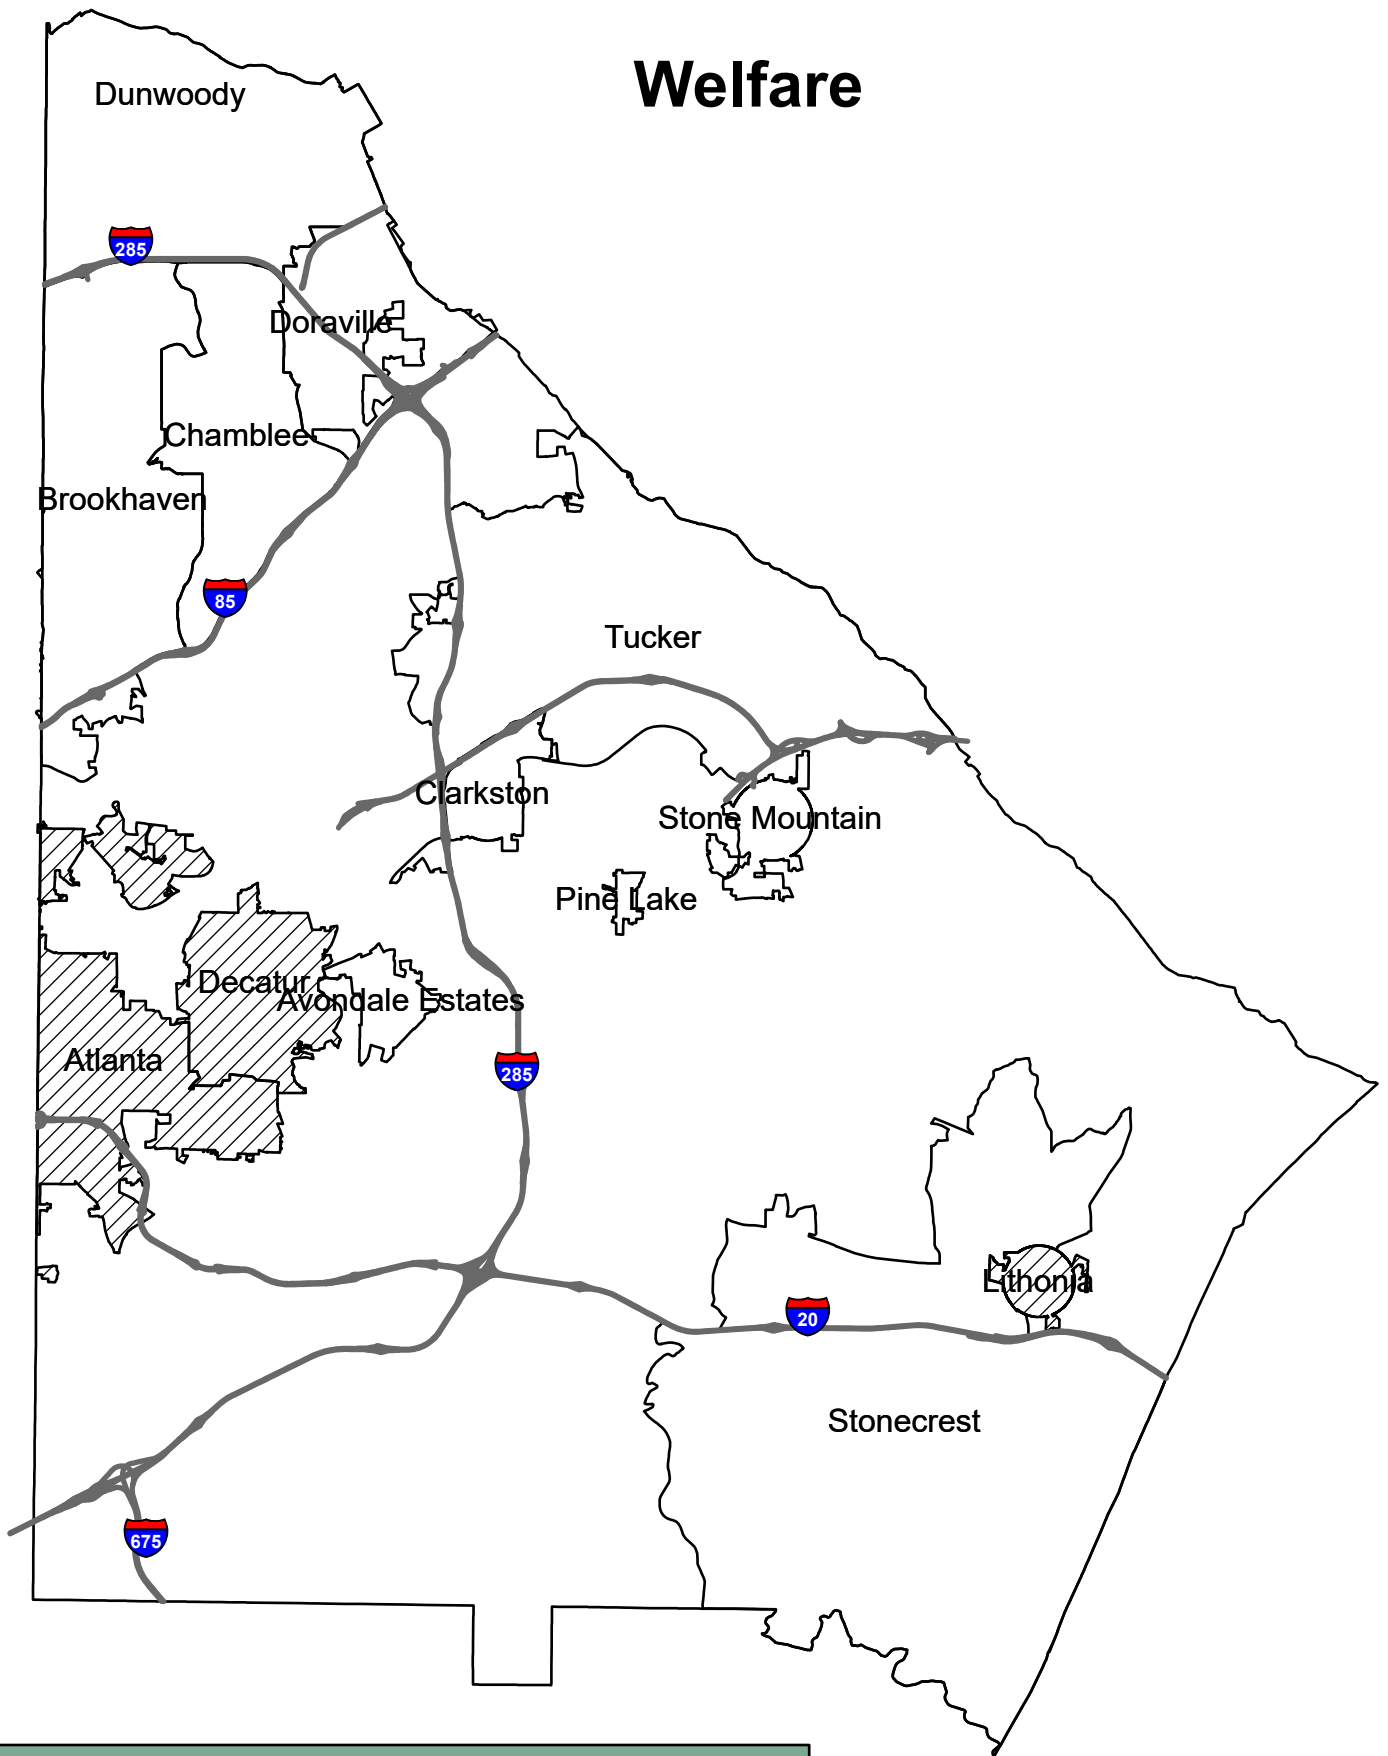 Welfare
Dunwoody
285
Doraville
Chamblee
Brookhaven
85
Tucker
Clarkston
Stone Mountain
Pine Lake
Decatur
Avondale Estates
Atlanta
285
Lithonia
20
Stonecrest
675